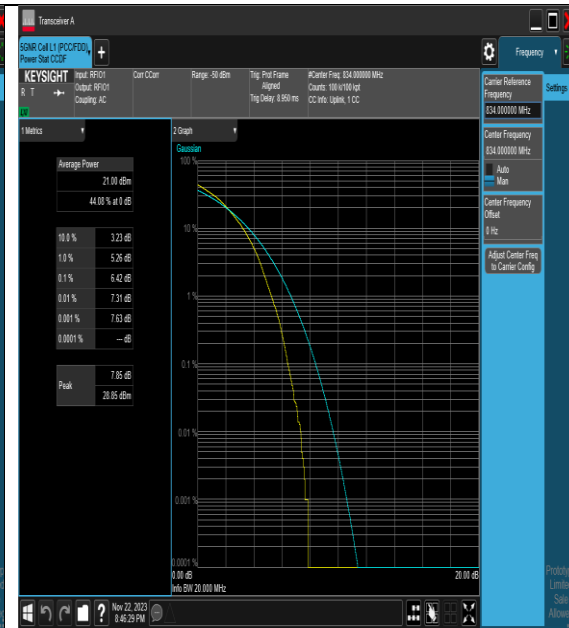 Transceiver A
5GNR Cell L1 (PCC/FDD)
Power Stat CCDF
+
Frequency
KEYSIGHT
R T
Input: RFIO1
Output: RFIO1
Coupling: AC
Corr CCorr
Range: -50 dBm
Trig: Prot Frame
Aligned
Trig Delay: 8.950 ms
#Center Freq: 834.000000 MHz
Counts: 100 k/100 kpt
CC Info: Uplink, 1 CC
1 Metrics
Average Power
21.00 dBm
44.08 % at 0 dB
10.0 % 3.23 dB
1.0 % 5.26 dB
0.1 % 6.42 dB
0.01 % 7.31 dB
0.001 % 7.63 dB
0.0001 % --- dB
Peak
7.85 dB
28.85 dBm
2 Graph
Gaussian
100 %
10 %
1 %
0.1 %
0.01 %
0.001 %
0.0001 %
0.00 dB
20.00 dB
Info BW 20.000 MHz
Carrier Reference
Frequency
834.000000 MHz
Center Frequency
834.000000 MHz
Auto
Man
Center Frequency
Offset
0 Hz
Adjust Center Freq
to Carrier Config
Settings
Nov 22, 2023
8:46:29 PM
?